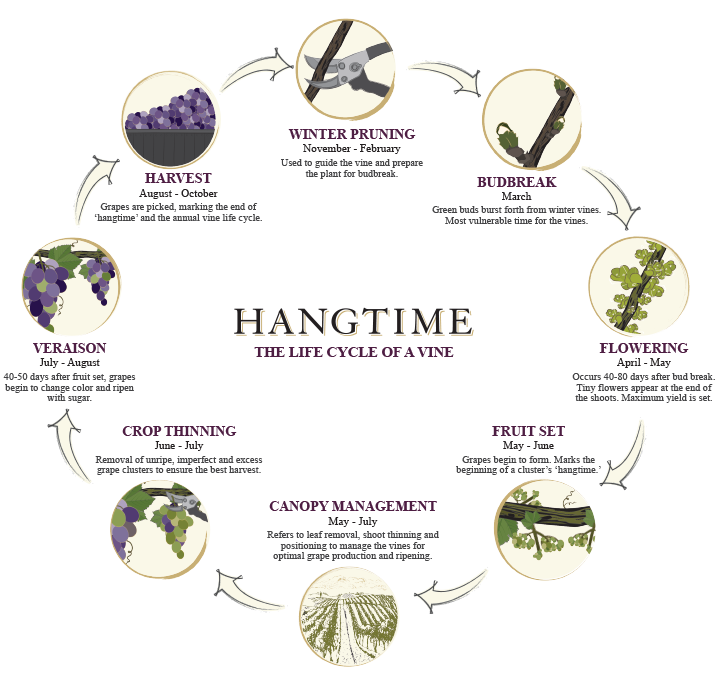 WINTER PRUNING
November - February
Used to guide the vine and prepare
the plant for budbreak.
BUDBREAK
March
Green buds burst forth from winter vines.
Most vulnerable time for the vines.
FLOWERING
April - May
Occurs 40-80 days after bud break.
Tiny flowers appear at the end of
the shoots. Maximum yield is set.
FRUIT SET
May - June
Grapes begin to form. Marks the
beginning of a cluster's ‘hangtime.’
CANOPY MANAGEMENT
May - July
Refers to leaf removal, shoot thinning and
positioning to manage the vines for
optimal grape production and ripening.
CROP THINNING
June - July
Removal of unripe, imperfect and excess
grape clusters to ensure the best harvest.
VERAISON
July - August
40-50 days after fruit set, grapes
begin to change color and ripen
with sugar.
HARVEST
August - October
Grapes are picked, marking the end of
‘hangtime’ and the annual vine life cycle.
HANGTIME
THE LIFE CYCLE OF A VINE